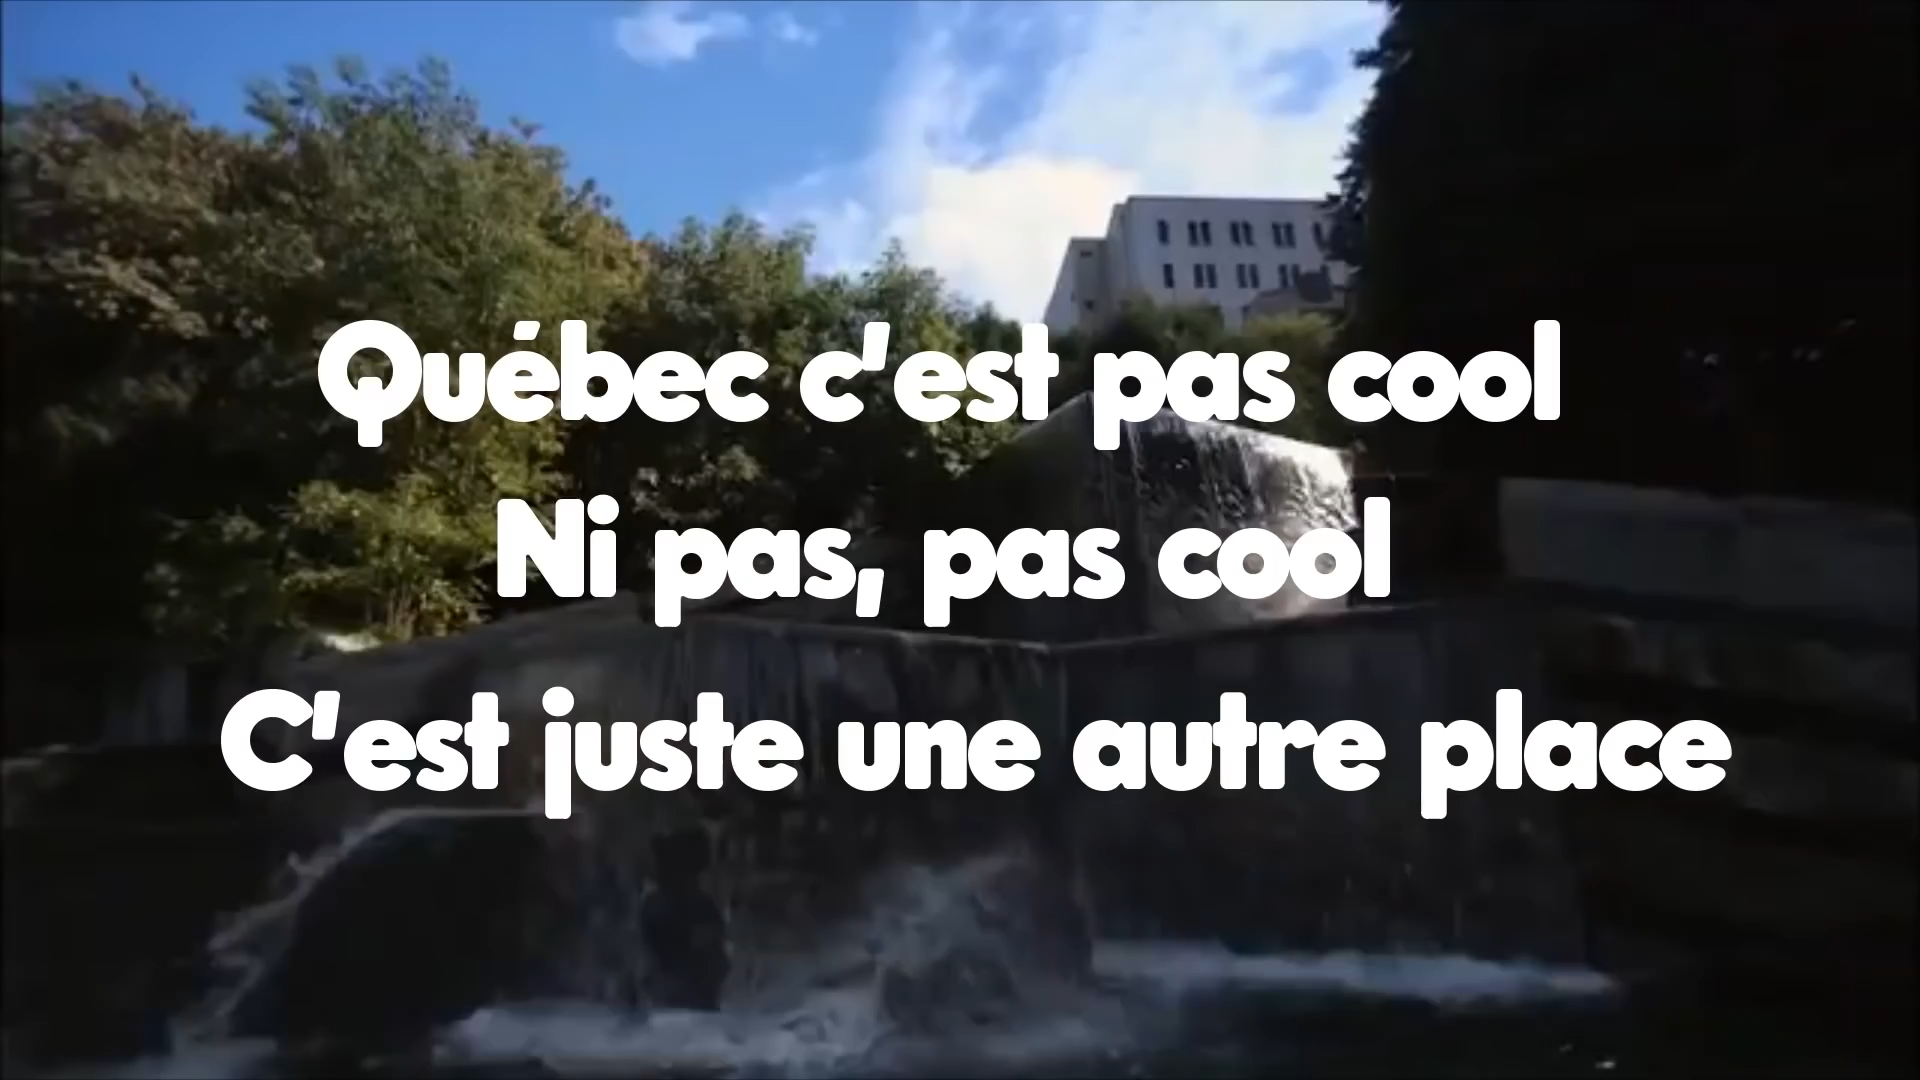 Québec c'est pas cool
Ni pas, pas cool
C'est juste une autre place